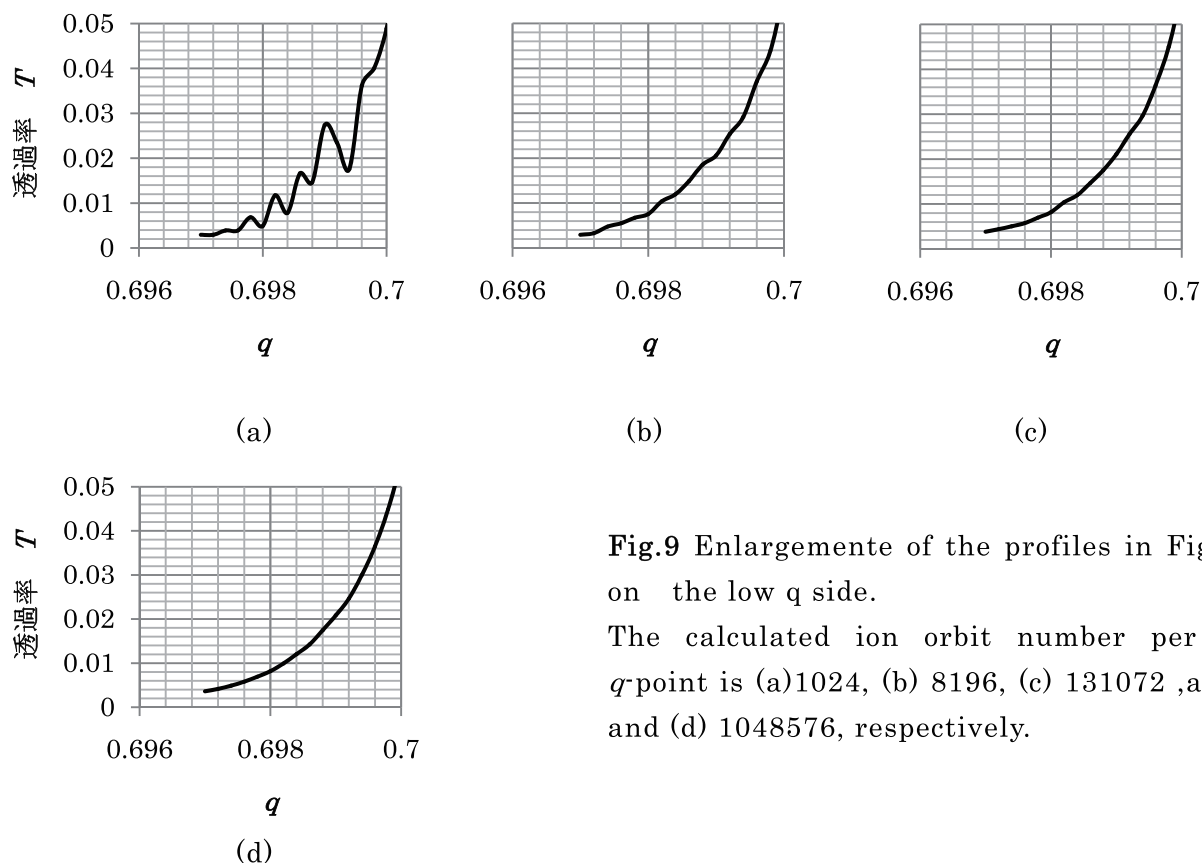 0.05
0.04
0.03
0.02
0.01
0
透過率 T
0.696 0.698 0.7
q
(a)
0.696 0.698 0.7
q
(b)
0.696 0.698 0.7
q
(c)
0.05
0.04
0.03
0.02
0.01
0
透過率 T
0.696 0.698 0.7
q
(d)
Fig.9 Enlargemente of the profiles in Fig
on the low q side.
The calculated ion orbit number per
q-point is (a)1024, (b) 8196, (c) 131072 ,a
and (d) 1048576, respectively.